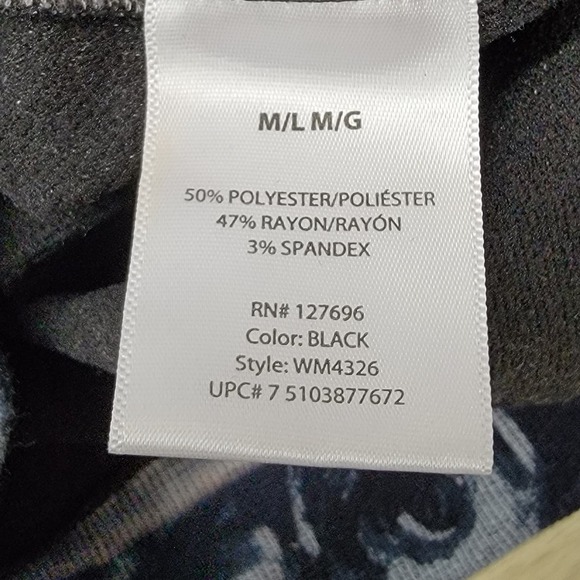 M/L M/G
50% POLYESTER/POLIÉSTER
47% RAYON/RAYÓN
3% SPANDEX
RN# 127696
Color: BLACK
Style: WM4326
UPC# 7 5103877672